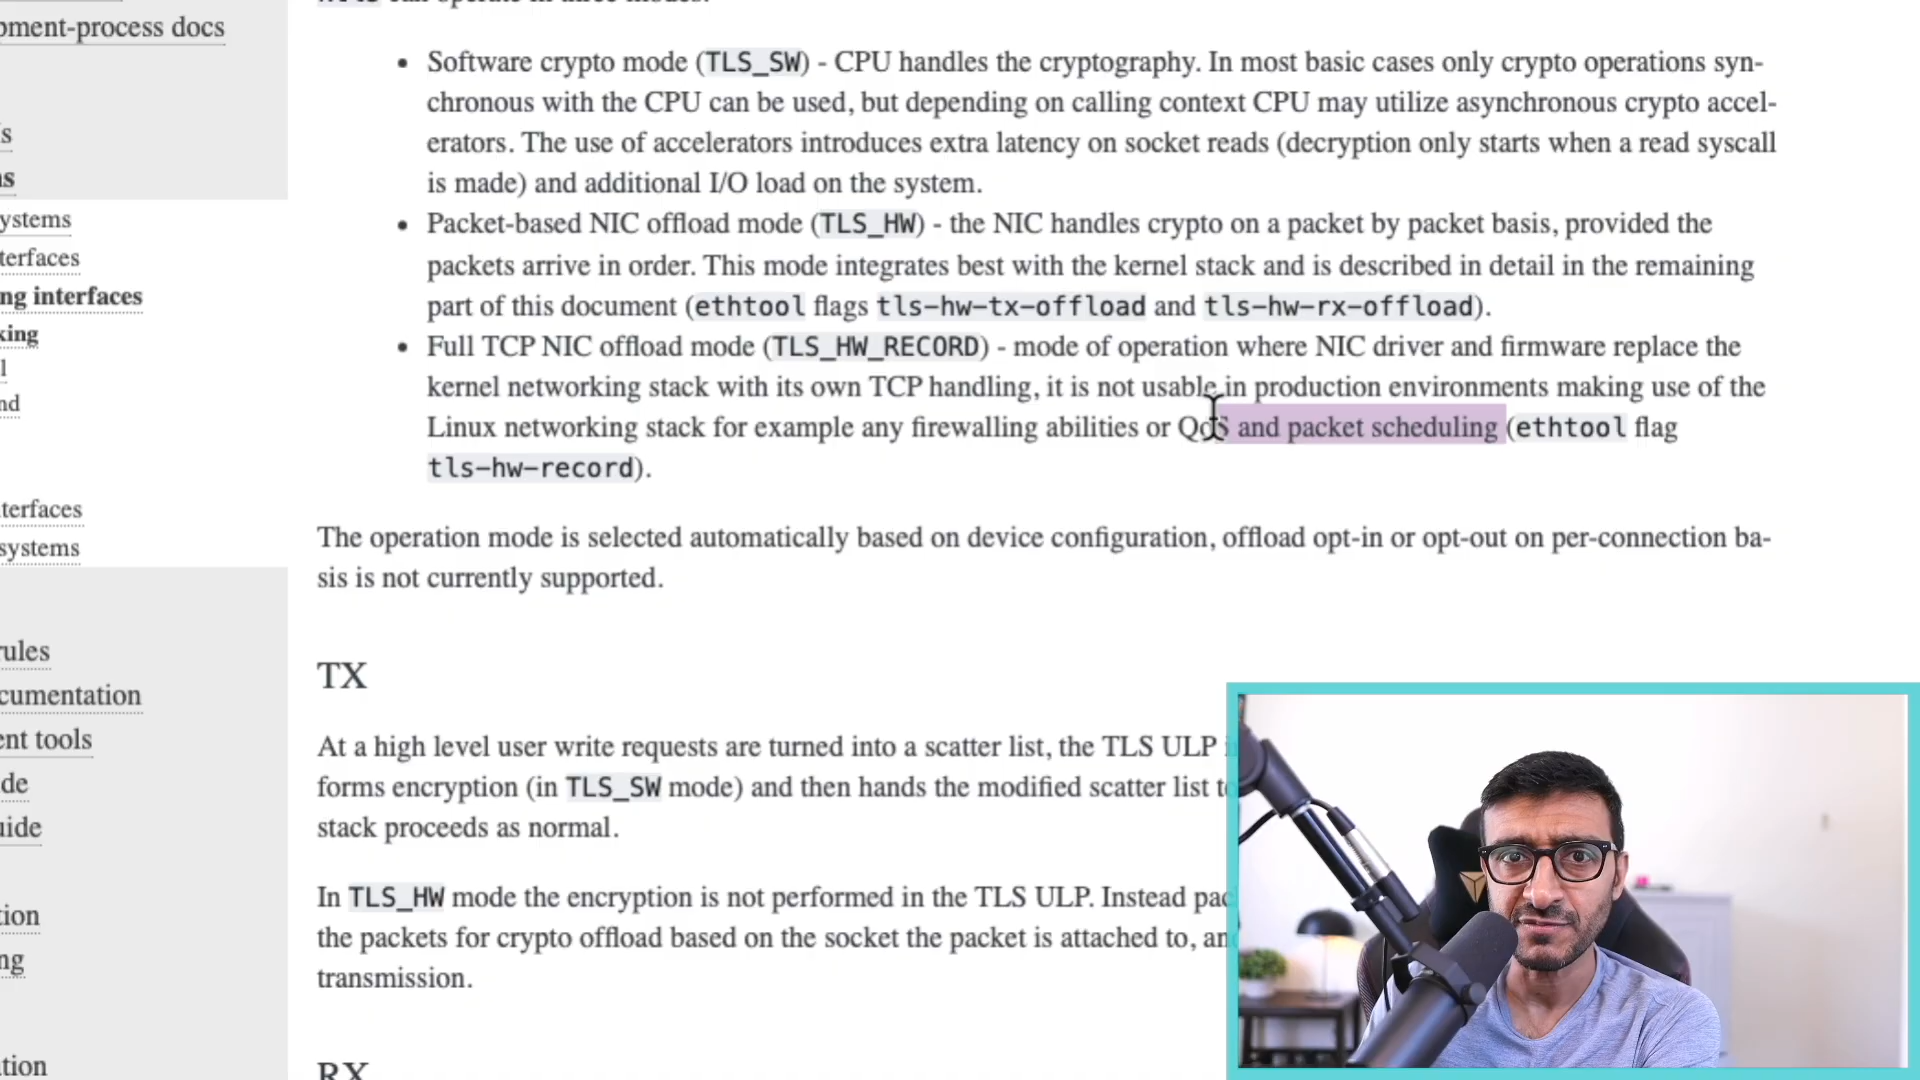 pment-process docs
can operate in three modes:
Software crypto mode (TLS_SW) - CPU handles the cryptography. In most basic cases only crypto operations syn-
chronous with the CPU can be used, but depending on calling context CPU may utilize asynchronous crypto accel-
erators. The use of accelerators introduces extra latency on socket reads (decryption only starts when a read syscall
is made) and additional I/O load on the system.
Packet-based NIC offload mode (TLS_HW) - the NIC handles crypto on a packet by packet basis, provided the
packets arrive in order. This mode integrates best with the kernel stack and is described in detail in the remaining
part of this document (ethtool flags tls-hw-tx-offload and tls-hw-rx-offload).
Full TCP NIC offload mode (TLS_HW_RECORD) - mode of operation where NIC driver and firmware replace the
kernel networking stack with its own TCP handling, it is not usable in production environments making use of the
Linux networking stack for example any firewalling abilities or QoS and packet scheduling (ethtool flag
tls-hw-record).
The operation mode is selected automatically based on device configuration, offload opt-in or opt-out on per-connection ba-
sis is not currently supported.
TX
At a high level user write requests are turned into a scatter list, the TLS ULP i
forms encryption (in TLS_SW mode) and then hands the modified scatter list t
stack proceeds as normal.
In TLS_HW mode the encryption is not performed in the TLS ULP. Instead pac
the packets for crypto offload based on the socket the packet is attached to, an
transmission.
RX
s
s
ystems
terfaces
ng interfaces
king
l
nd
terfaces
systems
rules
cumentation
ent tools
de
uide
tion
ng
tion